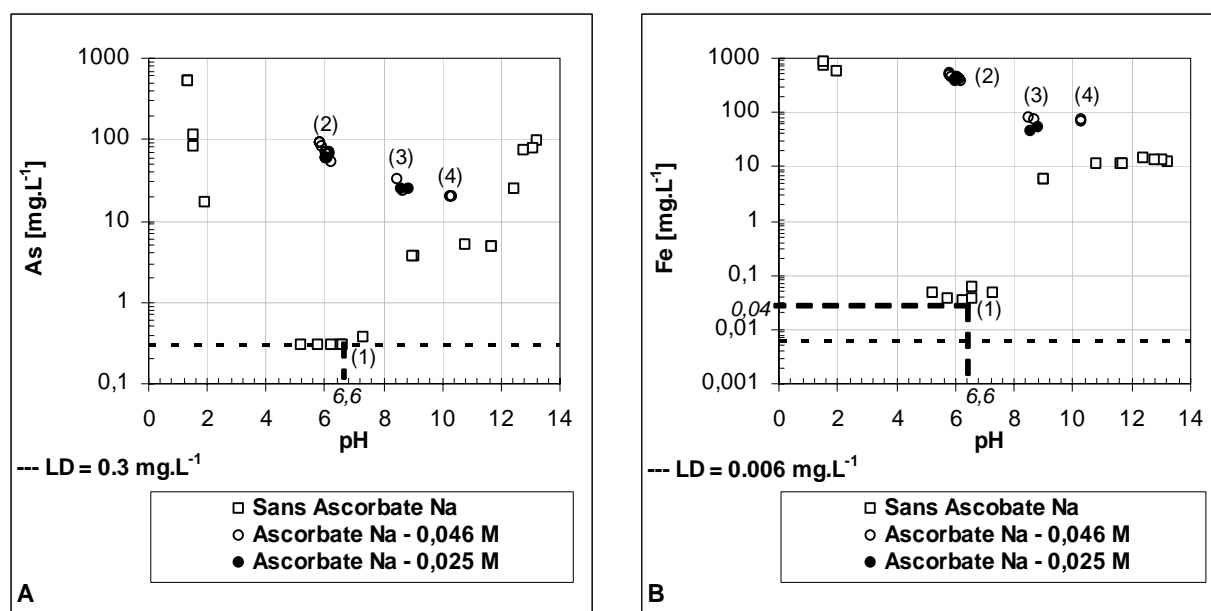 1000
100
10
1
0,1
As [mg.L-1]
(2)
(3)
(4)
(1)
6,6
0 2 4 6 8 10 12 14
pH
--- LD = 0.3 mg.L-1
Sans Ascorbate Na
Ascorbate Na - 0,046 M
Ascorbate Na - 0,025 M
A
1000
100
10
1
0,1
0,04
0,01
0,001
Fe [mg.L-1]
(2)
(3)
(4)
(1)
6,6
0 2 4 6 8 10 12 14
pH
--- LD = 0.006 mg.L-1
Sans Ascobate Na
Ascorbate Na - 0,046 M
Ascorbate Na - 0,025 M
B